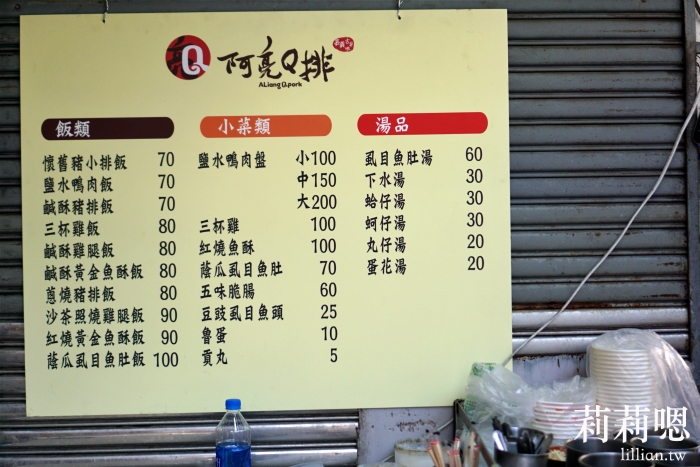 阿亮Q排
ALiang Q.pork
飯類
懷舊豬小排飯 70
鹽水鴨肉飯 70
鹹酥豬排飯 70
三杯雞飯 80
鹹酥雞腿飯 80
鹹酥黃金魚酥飯 80
蔥燒豬排飯 80
沙茶照燒雞腿飯 90
紅燒黃金魚酥飯 90
蔭瓜虱目魚肚飯 100
小菜類
鹽水鴨肉盤 小100
中150
大200
三杯雞 100
紅燒魚酥 100
蔭瓜虱目魚肚 70
五味脆腸 60
豆豉虱目魚頭 25
魯蛋 10
貢丸 5
湯品
虱目魚肚湯 60
下水湯 30
蛤仔湯 30
蚵仔湯 30
丸仔湯 20
蛋花湯 20
莉莉嗯
lillian.tw